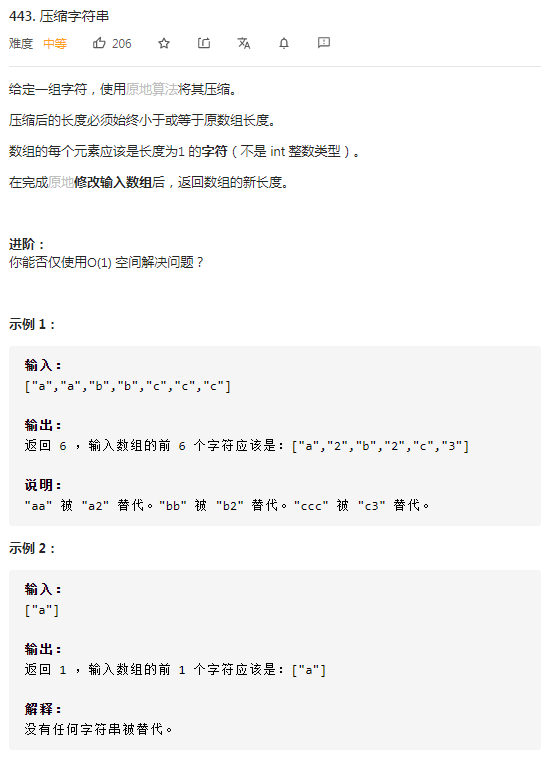 443. 压缩字符串
难度 中等 206
给定一组字符，使用原地算法将其压缩。
压缩后的长度必须始终小于或等于原数组长度。
数组的每个元素应该是长度为1 的字符（不是 int 整数类型）。
在完成原地修改输入数组后，返回数组的新长度。
进阶：
你能否仅使用O(1) 空间解决问题？
示例 1：
输入：
["a","a","b","b","c","c","c"]
输出：
返回 6 ，输入数组的前 6 个字符应该是：["a","2","b","2","c","3"]
说明：
"aa" 被 "a2" 替代。"bb" 被 "b2" 替代。"ccc" 被 "c3" 替代。
示例 2：
输入：
["a"]
输出：
返回 1 ，输入数组的前 1 个字符应该是：["a"]
解释：
没有任何字符串被替代。